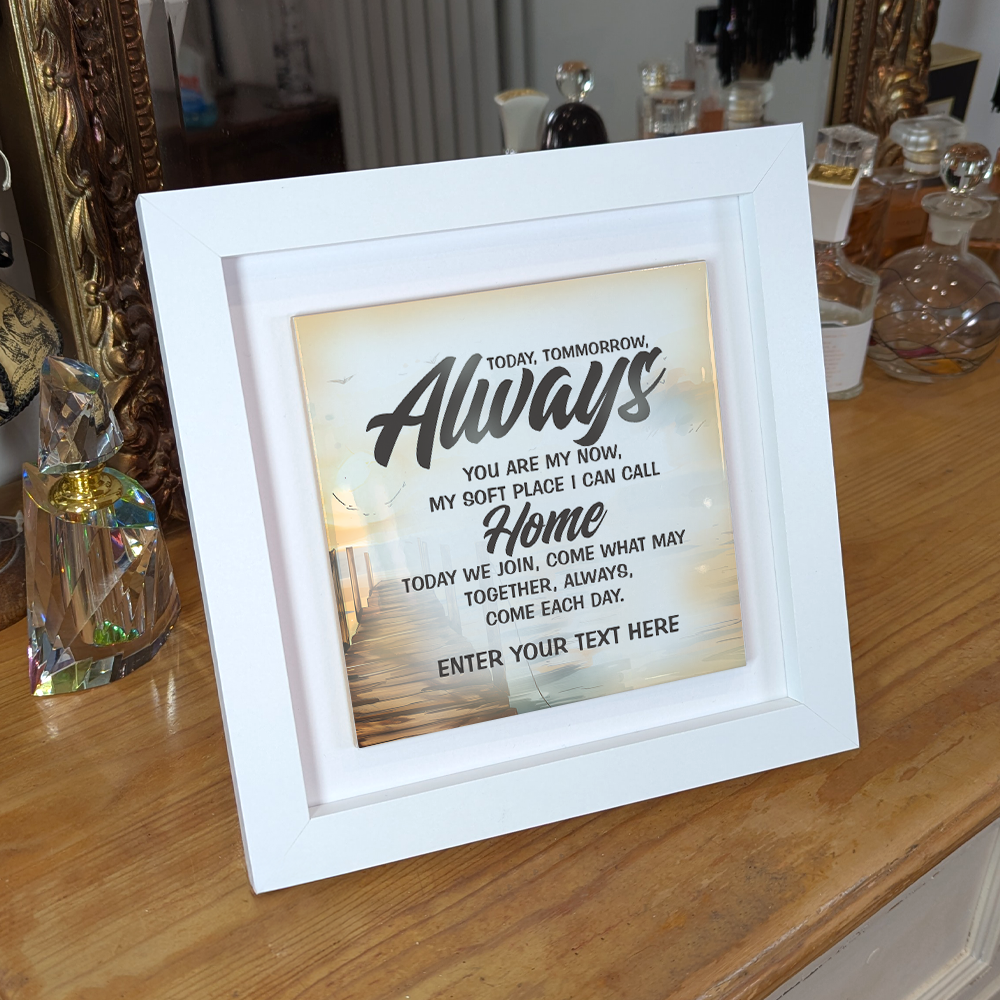 TODAY, TOMMORROW,
Always
YOU ARE MY NOW,
MY SOFT PLACE I CAN CALL
Home
TODAY WE JOIN, COME WHAT MAY
TOGETHER, ALWAYS,
COME EACH DAY.
ENTER YOUR TEXT HERE